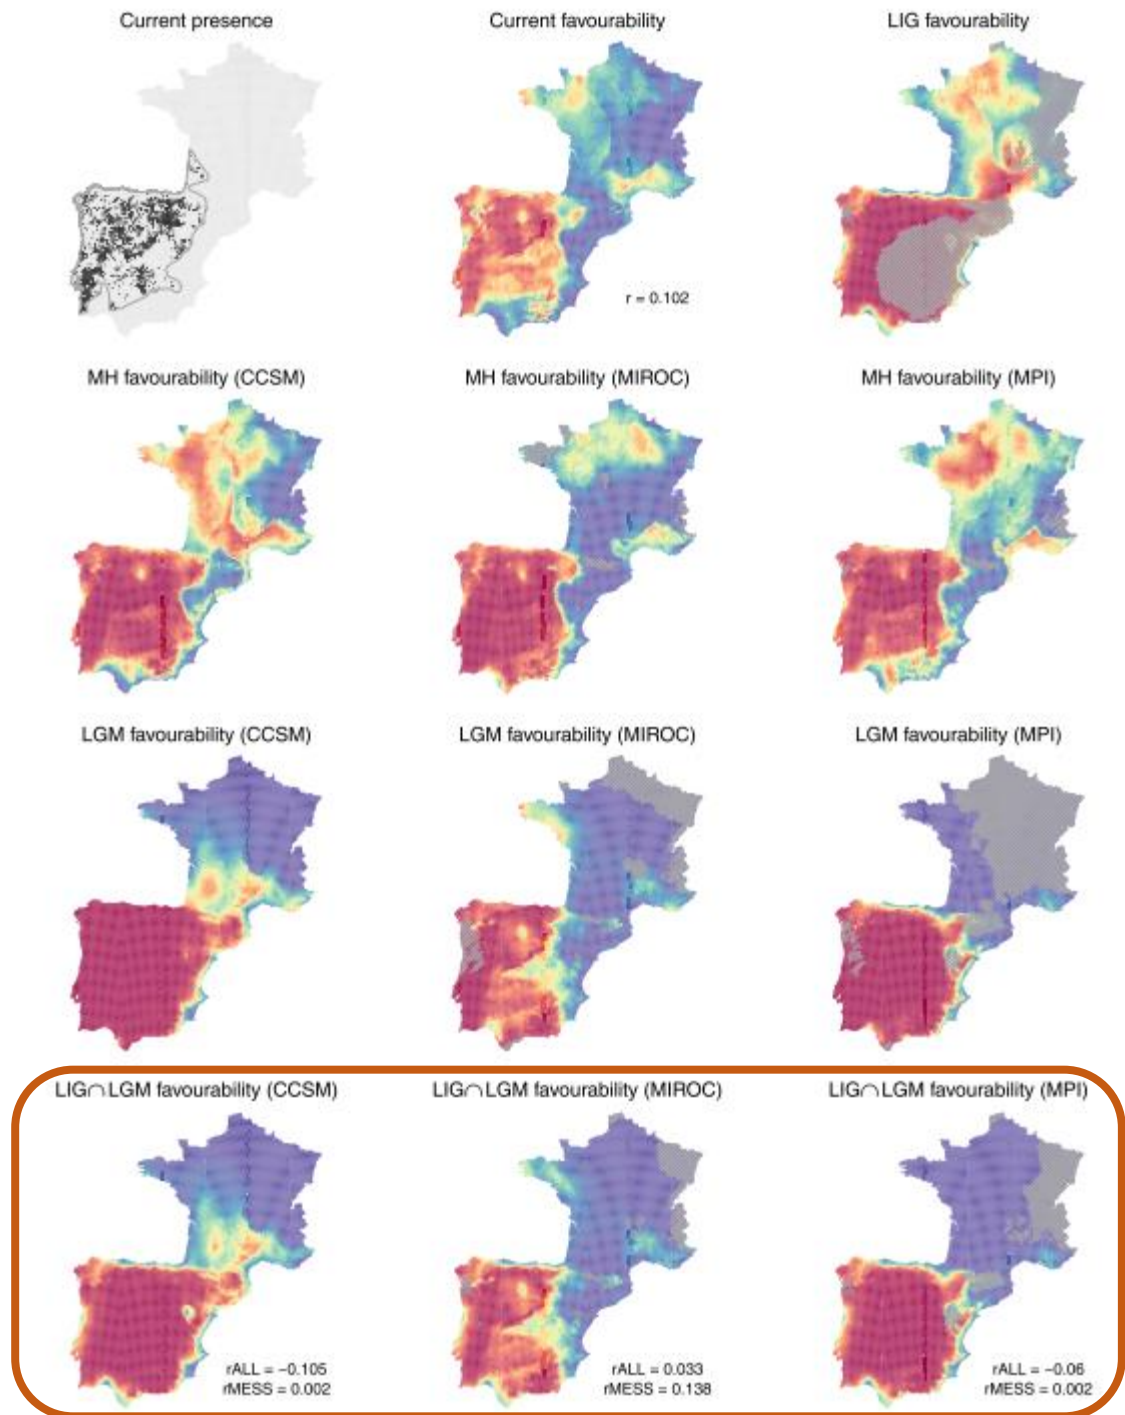 Current presence
Current favourability
LIG favourability
r = 0.102
MH favourability (CCSM)
MH favourability (MIROC)
MH favourability (MPI)
LGM favourability (CCSM)
LGM favourability (MIROC)
LGM favourability (MPI)
LIG∩LGM favourability (CCSM)
LIG∩LGM favourability (MIROC)
LIG∩LGM favourability (MPI)
rALL = −0.105
rMESS = 0.002
rALL = 0.033
rMESS = 0.138
rALL = −0.06
rMESS = 0.002